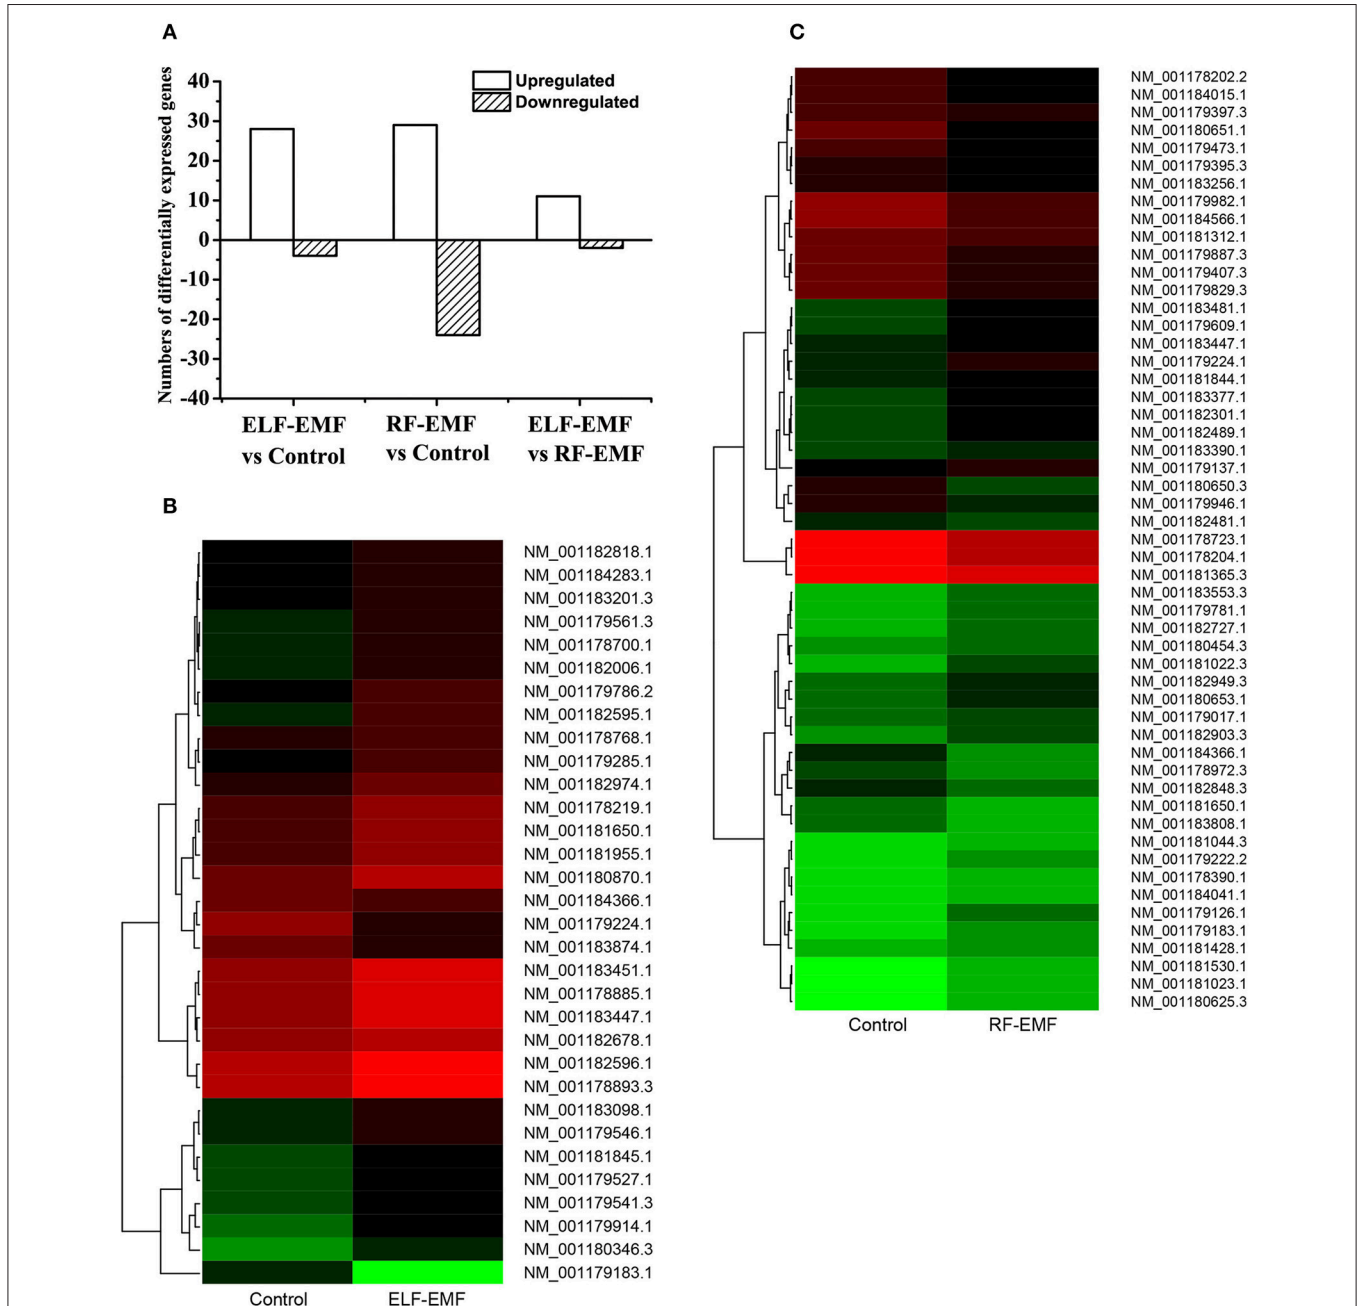 A
Numbers of differentially expressed genes
40
30
20
10
0
-10
-20
-30
-40
Upregulated
Downregulated
ELF-EMF
vs Control
RF-EMF
vs Control
ELF-EMF
vs RF-EMF
B
NM_001182818.1
NM_001184283.1
NM_001183201.3
NM_001179561.3
NM_001178700.1
NM_001182006.1
NM_001179786.2
NM_001182595.1
NM_001178768.1
NM_001179285.1
NM_001182974.1
NM_001178219.1
NM_001181650.1
NM_001181955.1
NM_001180870.1
NM_001184366.1
NM_001179224.1
NM_001183874.1
NM_001183451.1
NM_001178885.1
NM_001183447.1
NM_001182678.1
NM_001182596.1
NM_001178893.3
NM_001183098.1
NM_001179546.1
NM_001181845.1
NM_001179527.1
NM_001179541.3
NM_001179914.1
NM_001180346.3
NM_001179183.1
Control
ELF-EMF
C
NM_001178202.2
NM_001184015.1
NM_001179397.3
NM_001180651.1
NM_001179473.1
NM_001179395.3
NM_001183256.1
NM_001179982.1
NM_001184566.1
NM_001181312.1
NM_001179887.3
NM_001179407.3
NM_001179829.3
NM_001183481.1
NM_001179609.1
NM_001183447.1
NM_001179224.1
NM_001181844.1
NM_001183377.1
NM_001182301.1
NM_001182489.1
NM_001183390.1
NM_001179137.1
NM_001180650.3
NM_001179946.1
NM_001182481.1
NM_001178723.1
NM_001178204.1
NM_001181365.3
NM_001183553.3
NM_001179781.1
NM_001182727.1
NM_001180454.3
NM_001181022.3
NM_001182949.3
NM_001180653.1
NM_001179017.1
NM_001182903.3
NM_001184366.1
NM_001178972.3
NM_001182848.3
NM_001181650.1
NM_001183808.1
NM_001181044.3
NM_001179222.2
NM_001178390.1
NM_001184041.1
NM_001179126.1
NM_001179183.1
NM_001181428.1
NM_001181530.1
NM_001181023.1
NM_001180625.3
Control
RF-EMF